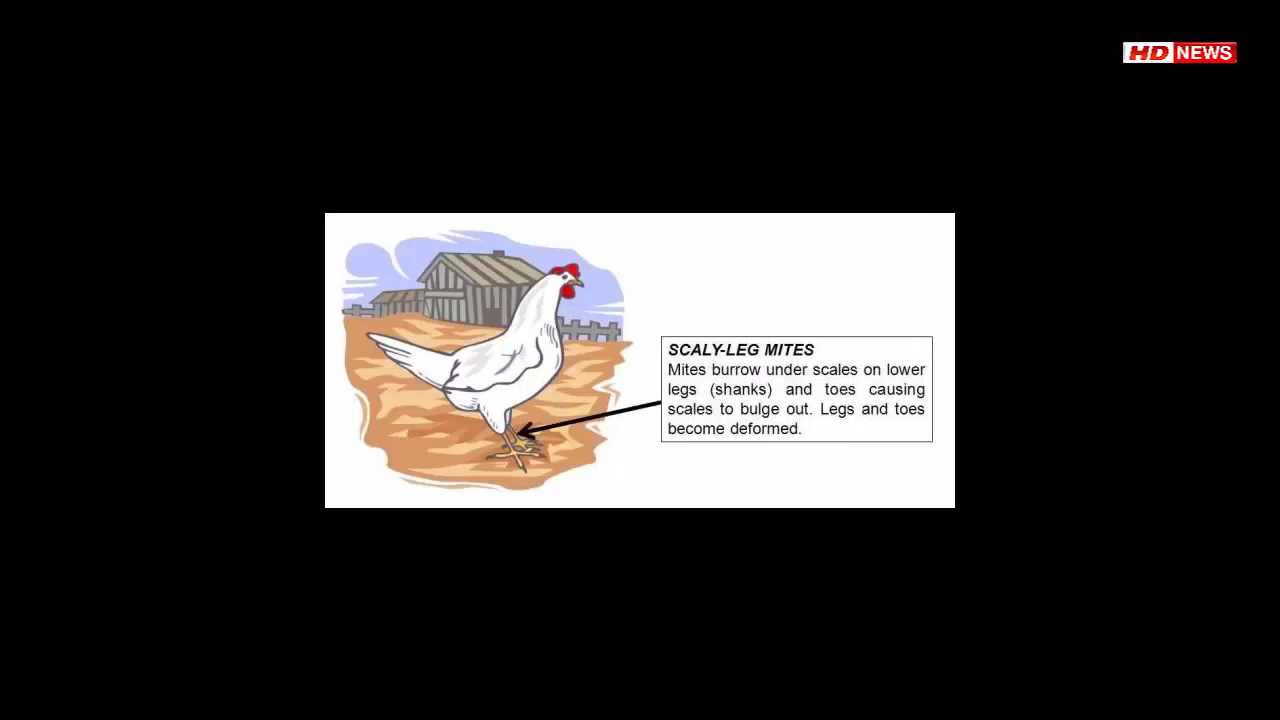 HD NEWS
SCALY-LEG MITES
Mites burrow under scales on lower
legs (shanks) and toes causing
scales to bulge out. Legs and toes
become deformed.